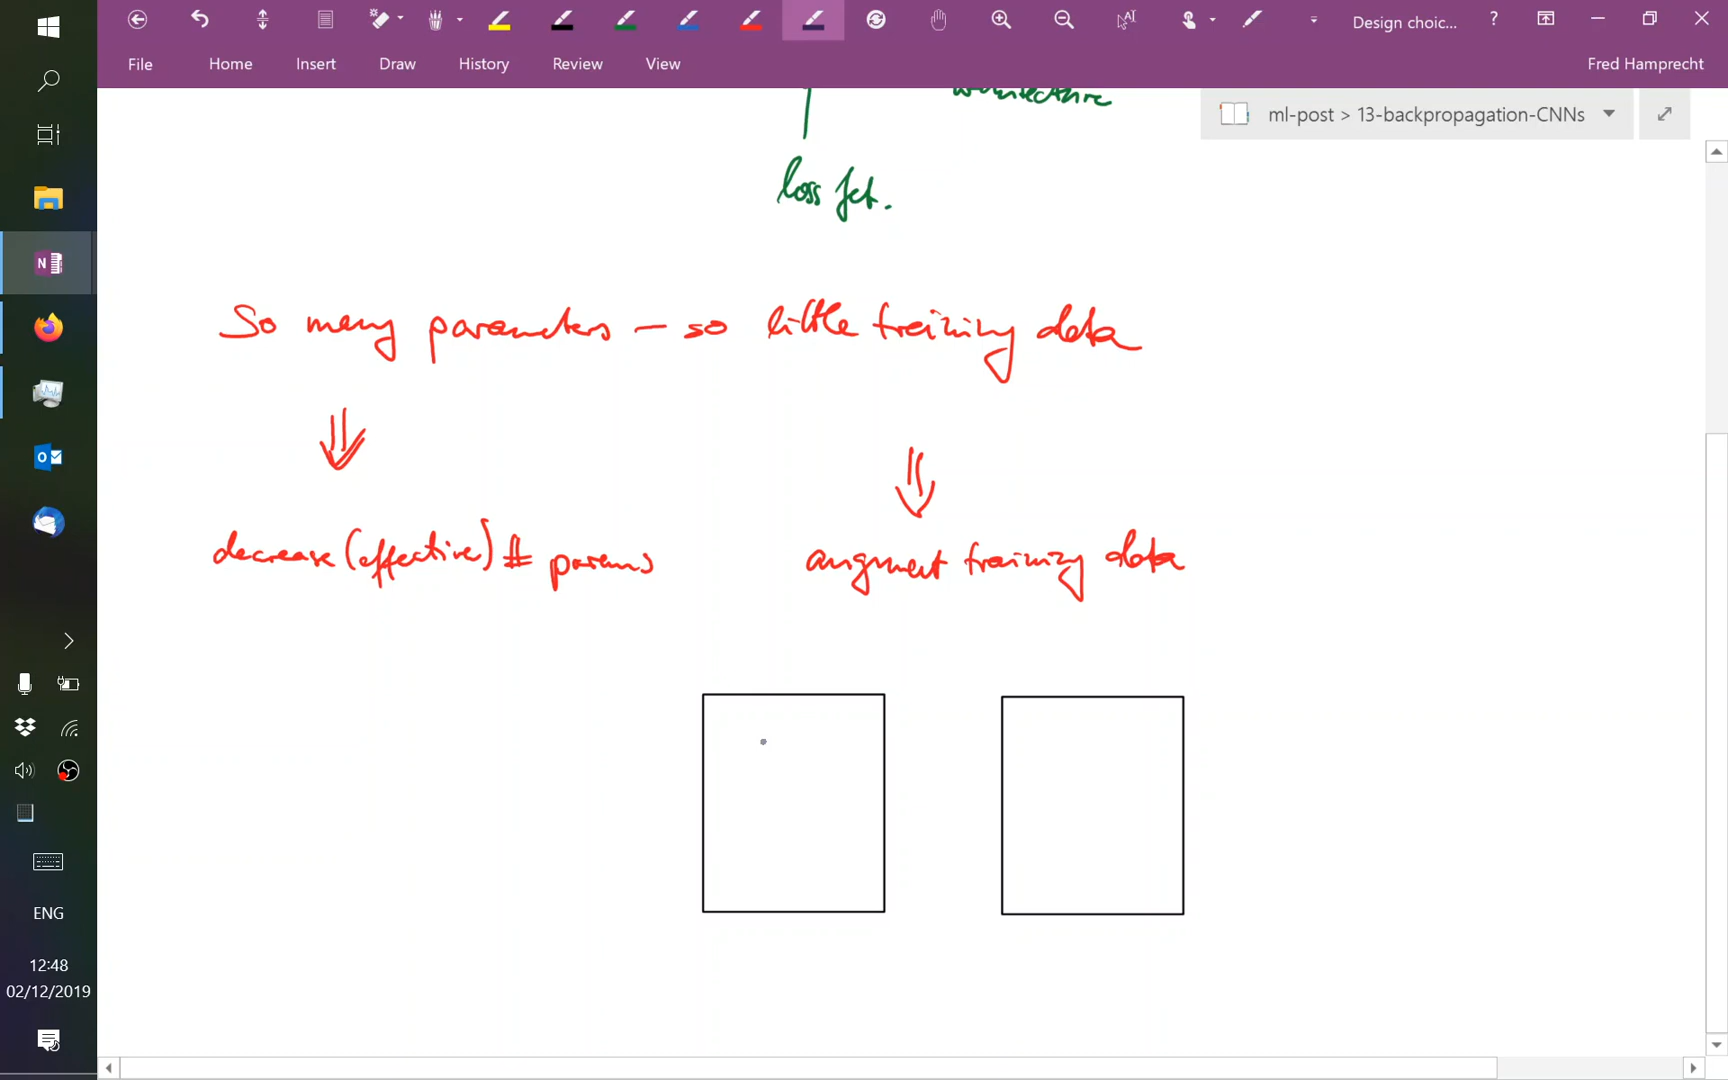 Design choic...
?
File
Home
Insert
Draw
History
Review
View
Fred Hamprecht
ml-post > 13-backpropagation-CNNs
architecture
loss fct.
So many parameters – so little training data
⇓ ⇓
decrease (effective) # params
augment training data
N
ENG
12:48
02/12/2019